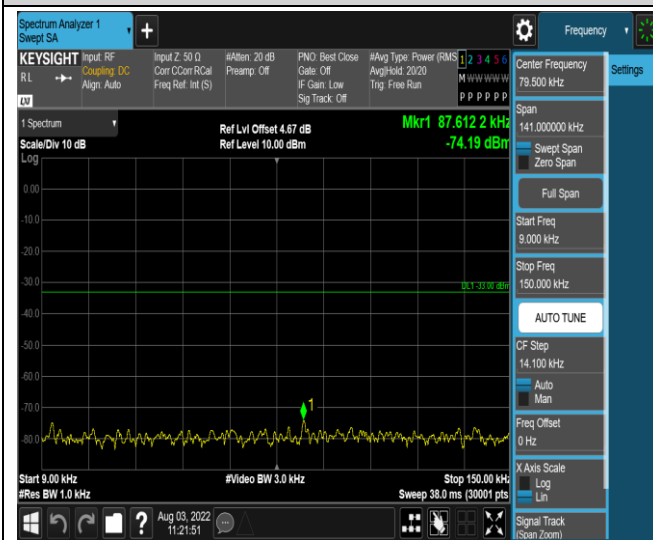 Spectrum Analyzer 1
Swept SA
+
Frequency
KEYSIGHT
RL
LXI
Input: RF
Coupling: DC
Align: Auto
Input Z: 50 Ω
Corr CCorr RCal
Freq Ref: Int (S)
#Atten: 20 dB
Preamp: Off
PNO: Best Close
Gate: Off
IF Gain: Low
Sig Track: Off
#Avg Type: Power (RMS
Avg|Hold: 20/20
Trig: Free Run
1 2 3 4 5 6
M W W W W W
P P P P P P
Center Frequency
79.500 kHz
Settings
Span
141.000000 kHz
Swept Span
Zero Span
Full Span
Start Freq
9.000 kHz
Stop Freq
150.000 kHz
AUTO TUNE
CF Step
14.100 kHz
Auto
Man
Freq Offset
0 Hz
X Axis Scale
Log
Lin
Signal Track
(Span Zoom)
1 Spectrum
Scale/Div 10 dB
Log
Ref Lvl Offset 4.67 dB
Ref Level 10.00 dBm
Mkr1 87.612 2 kHz
-74.19 dBm
0.00
-10.0
-20.0
-30.0
DL1 -33.00 dBm
-40.0
-50.0
-60.0
-70.0
1
-80.0
Start 9.00 kHz
#Res BW 1.0 kHz
#Video BW 3.0 kHz
Stop 150.00 kHz
Sweep 38.0 ms (30001 pts
?
Aug 03, 2022
11:21:51